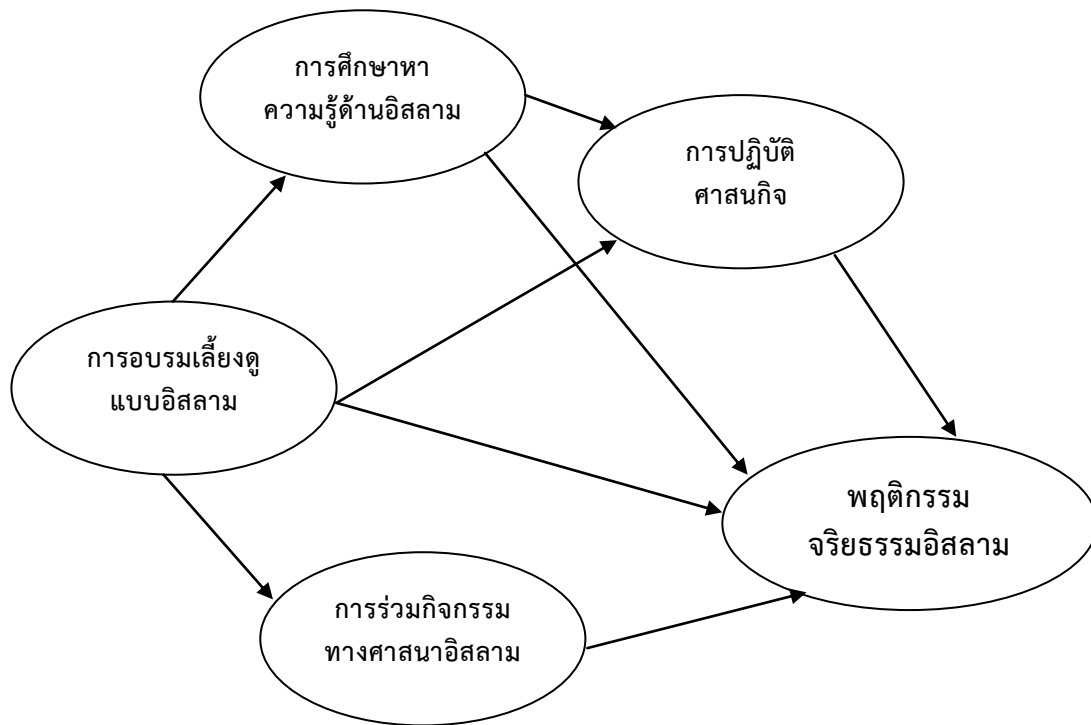 การศึกษาหา
ความรู้ด้านอิสลาม
การปฏิบัติ
ศาสนกิจ
การอบรมเลี้ยงดู
แบบอิสลาม
พฤติกรรม
จริยธรรมอิสลาม
การร่วมกิจกรรม
ทางศาสนาอิสลาม